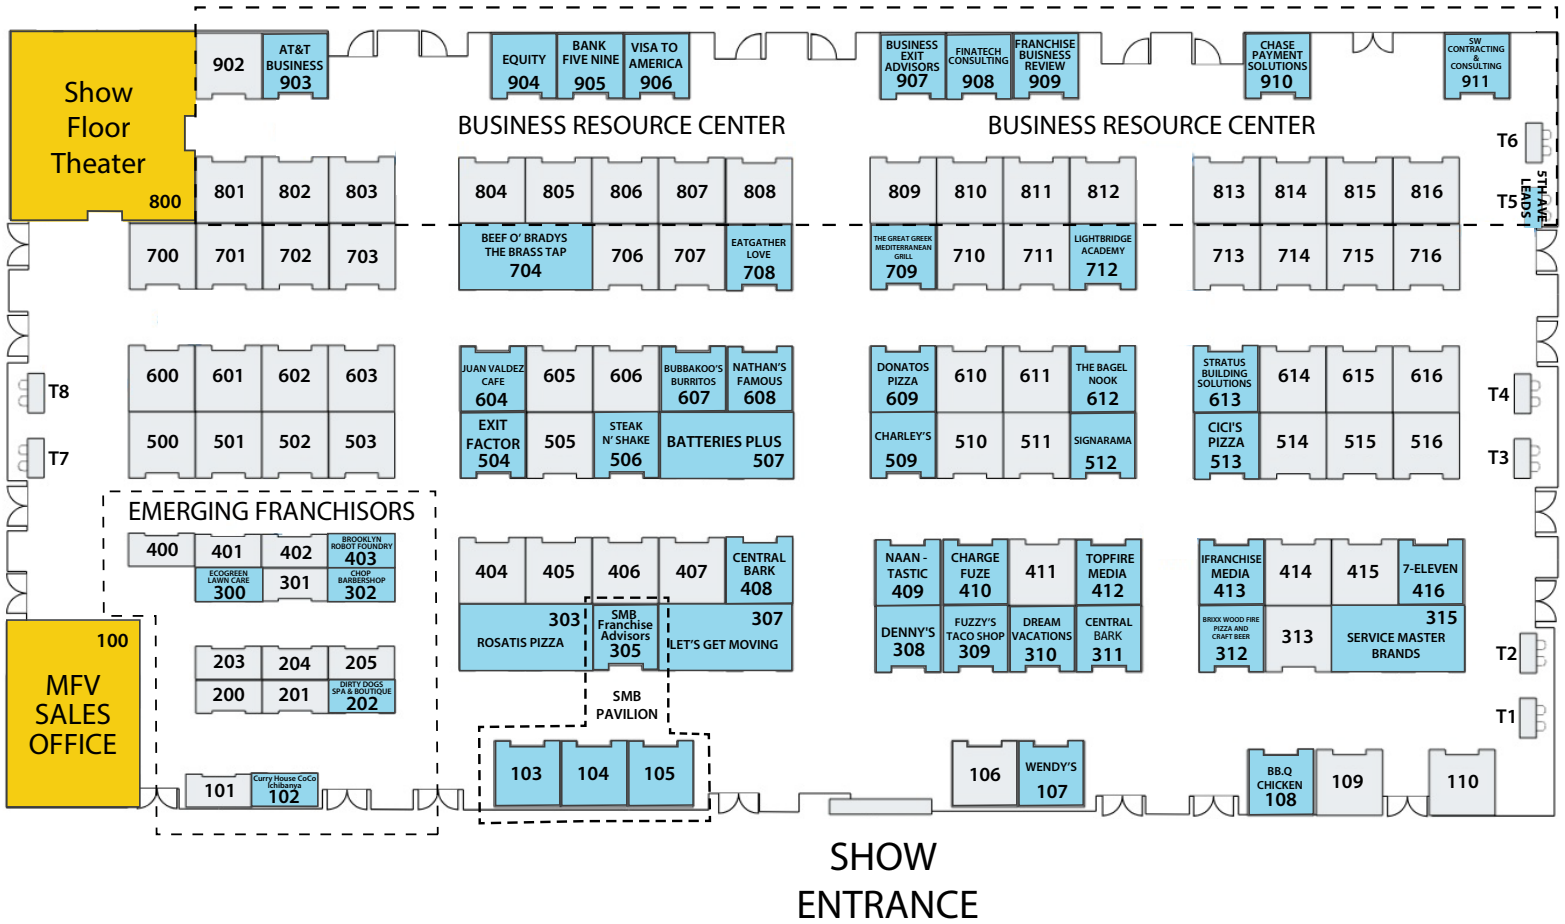 Show
Floor
Theater
800
902
AT&T
BUSINESS
903
EQUITY
904
BANK
FIVE NINE
905
VISA TO
AMERICA
906
BUSINESS
EXIT
ADVISORS
907
FINATECH
CONSULTING
908
FRANCHISE
BUISNESS
REVIEW
909
CHASE
PAYMENT
SOLUTIONS
910
SW
CONTRACTING
&
CONSULTING
911
BUSINESS RESOURCE CENTER
BUSINESS RESOURCE CENTER
T6
T5
5TH AVE
LEADS
801
802
803
804
805
806
807
808
809
810
811
812
813
814
815
816
700
701
702
703
BEEF O' BRADYS
THE BRASS TAP
704
706
707
EATGATHER
LOVE
708
THE GREAT GREEK
MEDITERRANEAN
GRILL
709
710
711
LIGHTBRIDGE
ACADEMY
712
713
714
715
716
T8
T7
600
601
602
603
JUAN VALDEZ
CAFE
604
605
606
BUBBAKOO'S
BURRITOS
607
NATHAN'S
FAMOUS
608
DONATOS
PIZZA
609
610
611
THE BAGEL
NOOK
612
STRATUS
BUILDING
SOLUTIONS
613
614
615
616
T4
T3
500
501
502
503
EXIT
FACTOR
504
505
STEAK
N' SHAKE
506
BATTERIES PLUS
507
CHARLEY'S
509
510
511
SIGNARAMA
512
CICI'S
PIZZA
513
514
515
516
EMERGING FRANCHISORS
400
401
402
BROOKLYN
ROBOT FOUNDRY
403
ECOGREEN
LAWN CARE
300
301
CHOP
BARBERSHOP
302
404
405
406
407
CENTRAL
BARK
408
NAAN -
TASTIC
409
CHARGE
FUZE
410
411
TOPFIRE
MEDIA
412
IFRANCHISE
MEDIA
413
414
415
7-ELEVEN
416
303
ROSATIS PIZZA
SMB
Franchise
Advisors
305
307
LET'S GET MOVING
DENNY'S
308
FUZZY'S
TACO SHOP
309
DREAM
VACATIONS
310
CENTRAL
BARK
311
BRIXX WOOD FIRE
PIZZA AND
CRAFT BEER
312
313
315
SERVICE MASTER
BRANDS
T2
T1
100
MFV
SALES
OFFICE
203
204
205
200
201
DIRTY DOGS
SPA & BOUTIQUE
202
SMB
PAVILION
101
Curry House CoCo
Ichibanya
102
103
104
105
106
WENDY'S
107
BB.Q
CHICKEN
108
109
110
SHOW
ENTRANCE